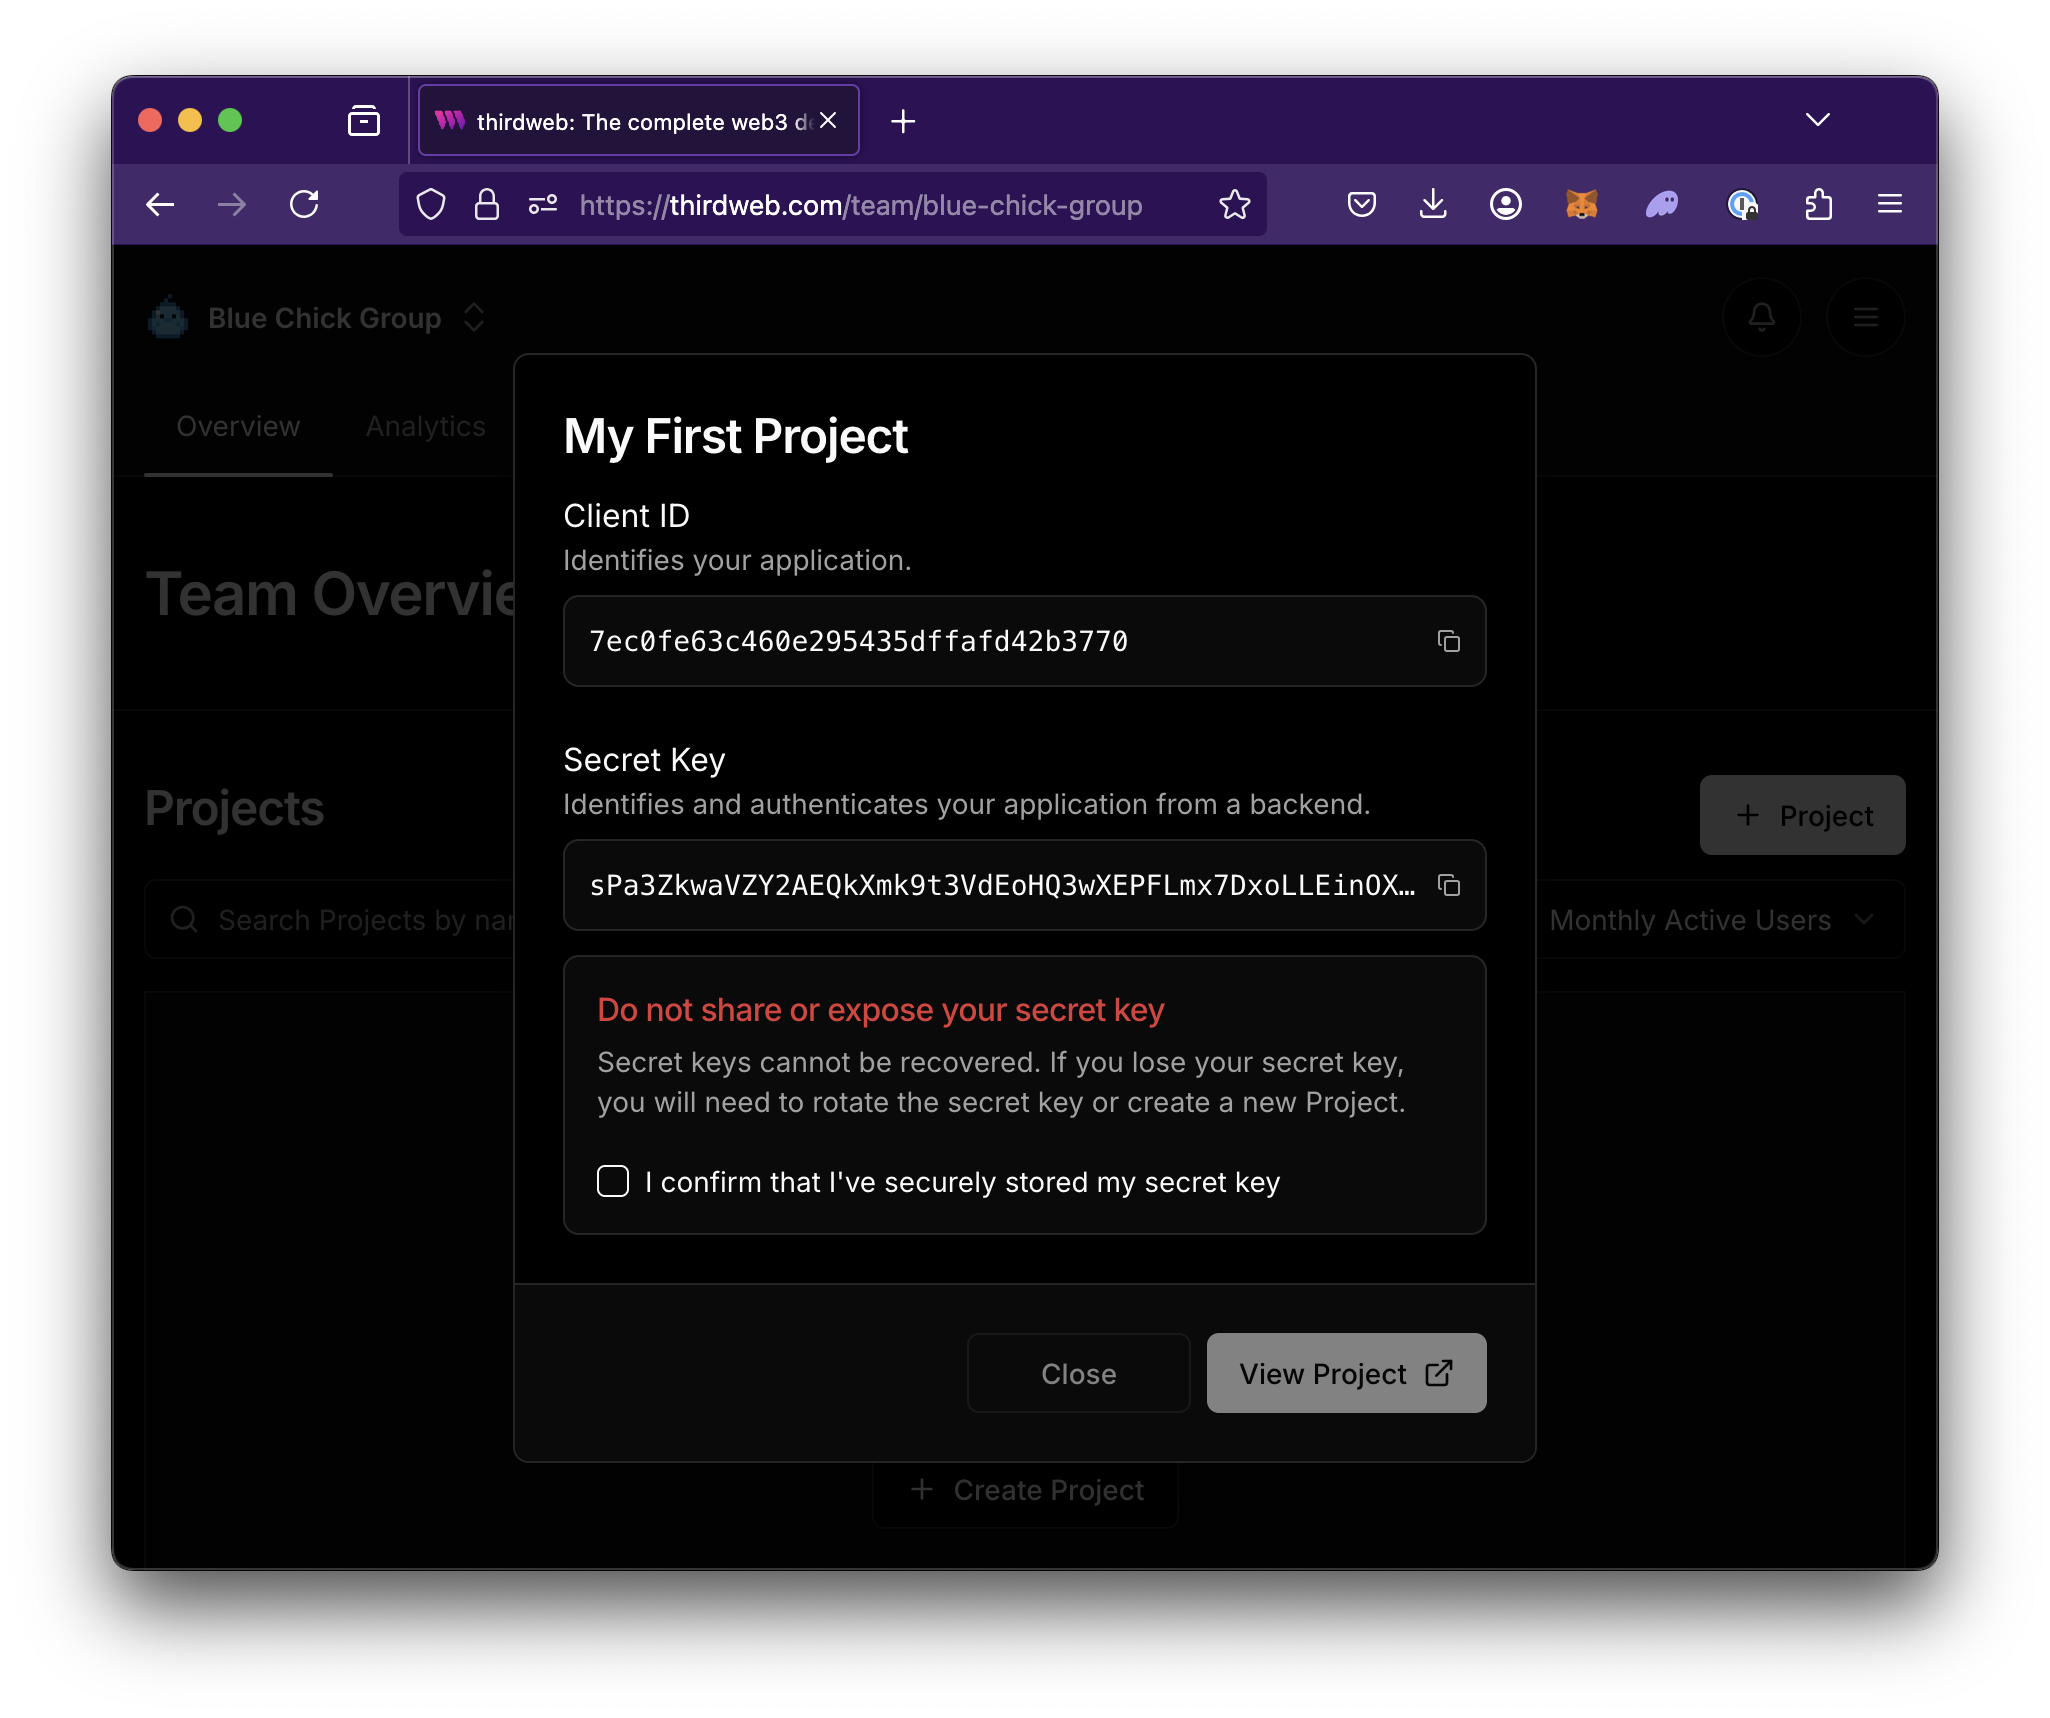 thirdweb: The complete web3 de
https://thirdweb.com/team/blue-chick-group
Blue Chick Group
Overview
Analytics
Team Overvie
Projects
+ Project
Search Projects by nar
Monthly Active Users
My First Project
Client ID
Identifies your application.
7ec0fe63c460e295435dffafd42b3770
Secret Key
Identifies and authenticates your application from a backend.
sPa3ZkwaVZY2AEQkXmk9t3VdEoHQ3wXEPFLmx7DxoLLEinOX…
Do not share or expose your secret key
Secret keys cannot be recovered. If you lose your secret key,
you will need to rotate the secret key or create a new Project.
I confirm that I've securely stored my secret key
Close
View Project
+ Create Project